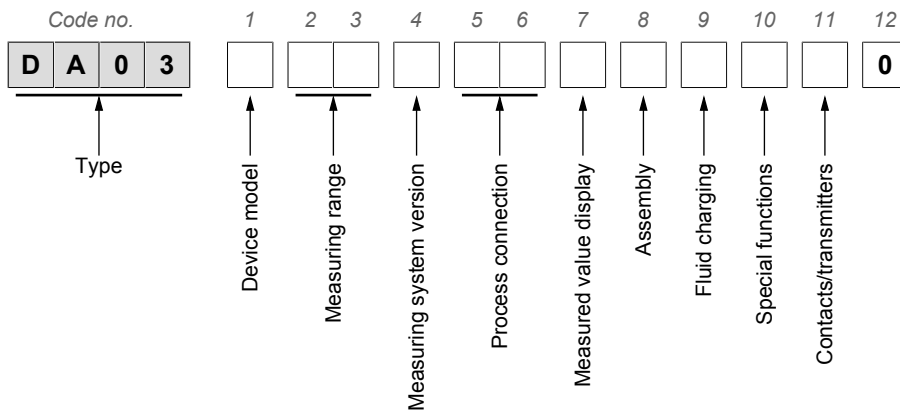 Code no. 1 2 3 4 5 6 7 8 9 10 11 12
D A 0 3 0
Type
Device model
Measuring range
Measuring system version
Process connection
Measured value display
Assembly
Fluid charging
Special functions
Contacts/transmitters